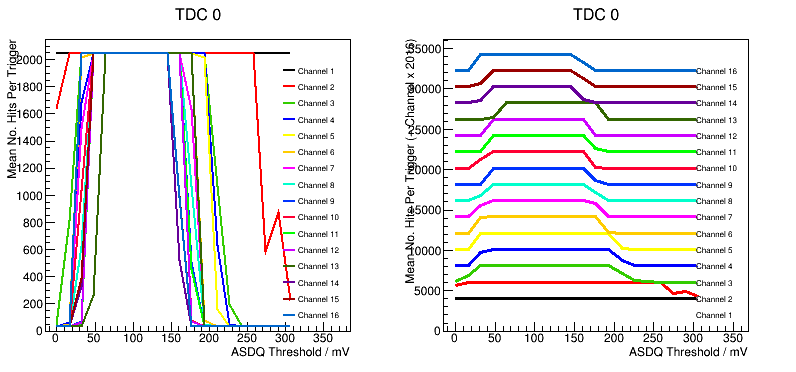 TDC 0
Mean No. Hits Per Trigger
2000
1800
1600
1400
1200
1000
800
600
400
200
0
0 50 100 150 200 250 300 350
ASDQ Threshold / mV
Channel 1
Channel 2
Channel 3
Channel 4
Channel 5
Channel 6
Channel 7
Channel 8
Channel 9
Channel 10
Channel 11
Channel 12
Channel 13
Channel 14
Channel 15
Channel 16
TDC 0
Mean No. Hits Per Trigger (+ Channel x 2016)
35000
30000
25000
20000
15000
10000
5000
0
0 50 100 150 200 250 300 350
ASDQ Threshold / mV
Channel 16
Channel 15
Channel 14
Channel 13
Channel 12
Channel 11
Channel 10
Channel 9
Channel 8
Channel 7
Channel 6
Channel 5
Channel 4
Channel 3
Channel 2
Channel 1